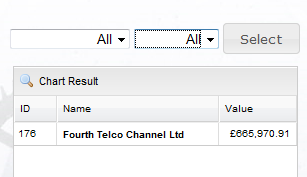 All All Select
Chart Result
ID Name Value
176 Fourth Telco Channel Ltd £665,970.91